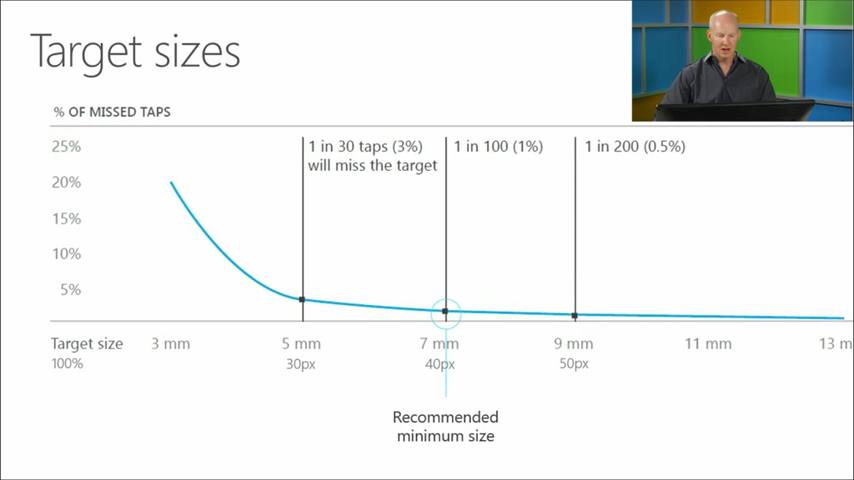 Target sizes
% OF MISSED TAPS
25%
20%
15%
10%
5%
1 in 30 taps (3%)
will miss the target
1 in 100 (1%)
1 in 200 (0.5%)
Target size 3 mm 5 mm 7 mm 9 mm 11 mm 13 m
100% 30px 40px 50px
Recommended
minimum size